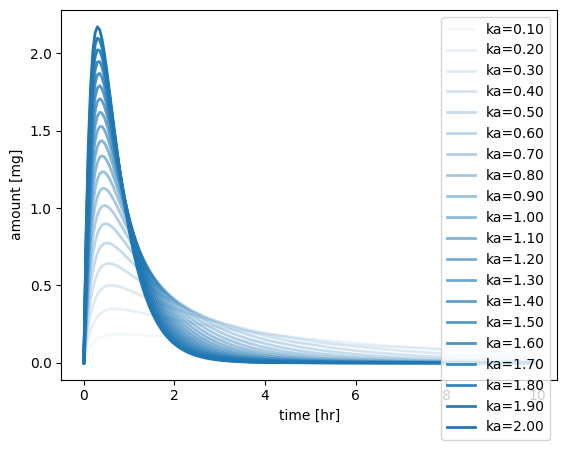 amount [mg]
2.0
1.5
1.0
0.5
0.0
0
2
4
6
8
10
time [hr]
ka=0.10
ka=0.20
ka=0.30
ka=0.40
ka=0.50
ka=0.60
ka=0.70
ka=0.80
ka=0.90
ka=1.00
ka=1.10
ka=1.20
ka=1.30
ka=1.40
ka=1.50
ka=1.60
ka=1.70
ka=1.80
ka=1.90
ka=2.00